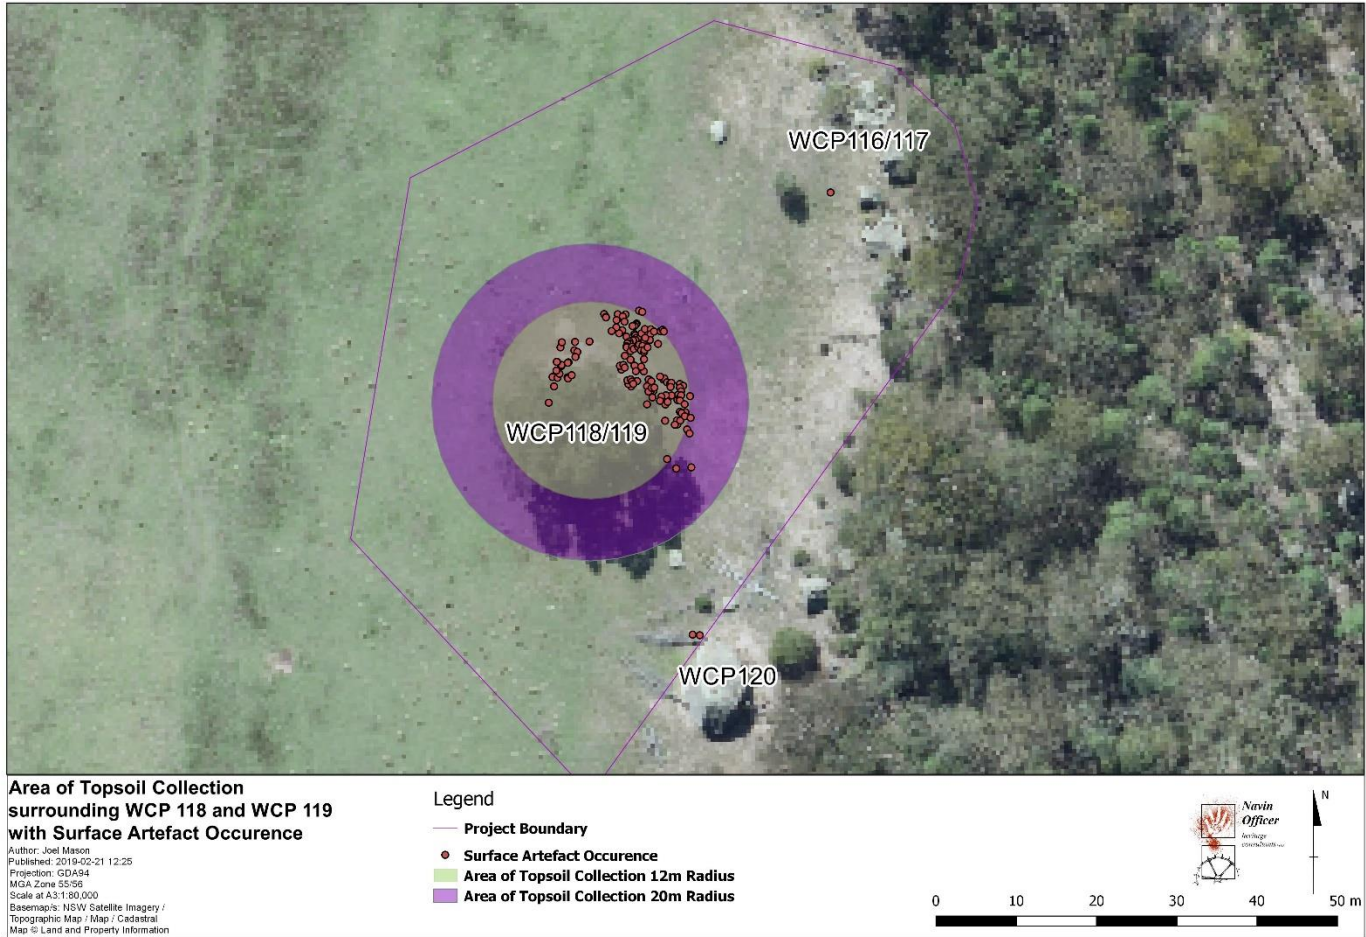 WCP116/117
WCP118/119
WCP120
Area of Topsoil Collection
surrounding WCP 118 and WCP 119
with Surface Artefact Occurence
Author: Joel Mason
Published: 2019-02-21 12:25
Projection: GDA94
MGA Zone 55/56
Scale at A3:1:80,000
Basemap/s: NSW Satellite Imagery /
Topographic Map / Map / Cadastral
Map © Land and Property Information
Legend
Project Boundary
Surface Artefact Occurence
Area of Topsoil Collection 12m Radius
Area of Topsoil Collection 20m Radius
Navin
Officer
heritage
consultants
N
0 10 20 30 40 50 m